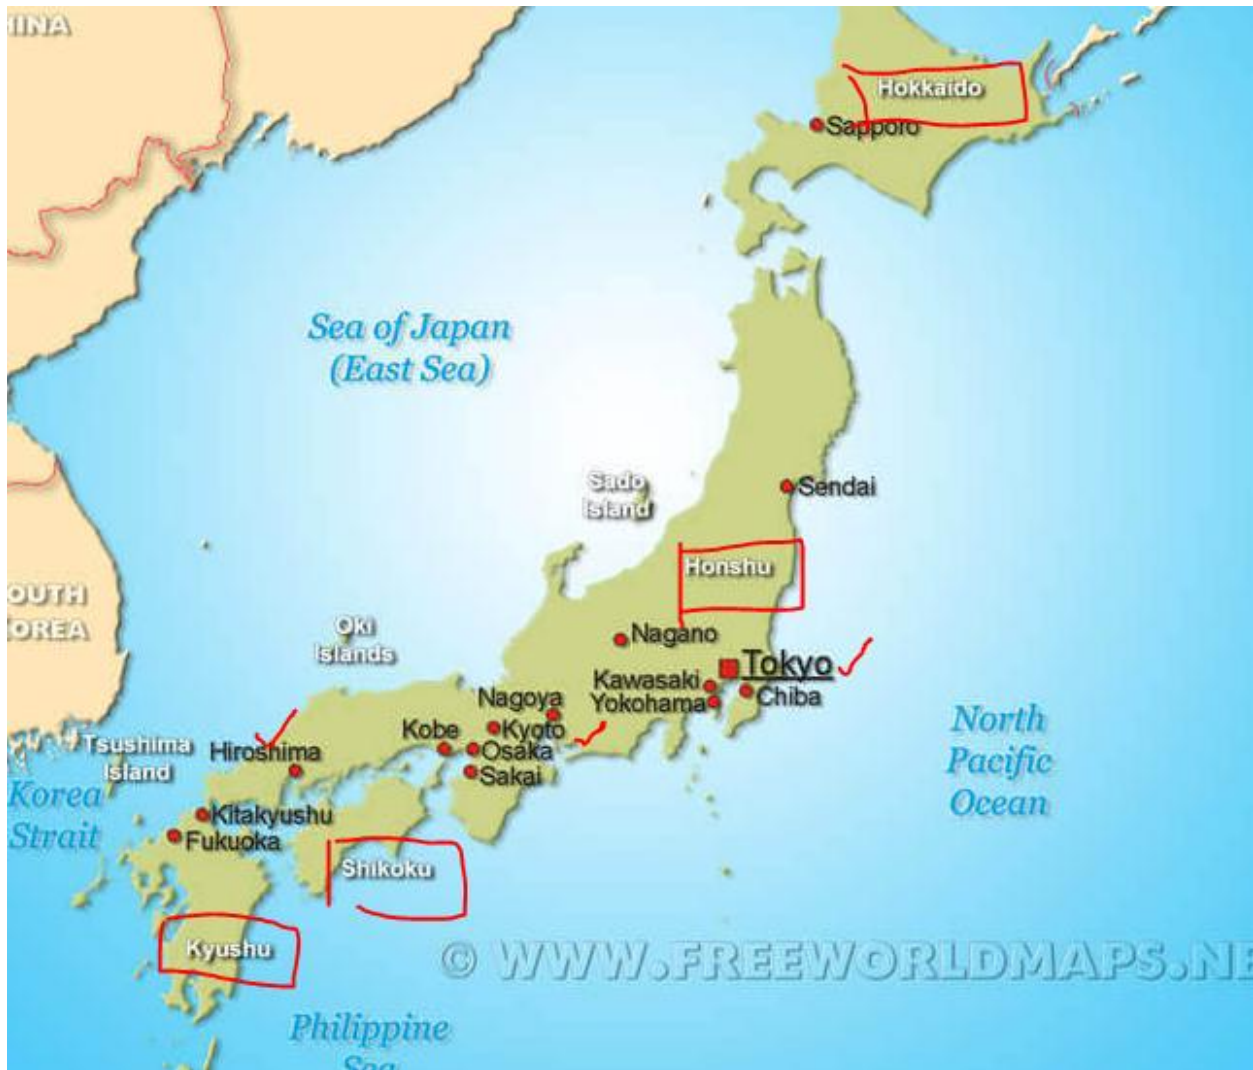 HINA
Hokkaido
Sapporo
Sea of Japan
(East Sea)
Sado
Island
Sendai
Honshu
OUTH
OREA
Oki
Islands
Nagano
Tokyo
Kawasaki
Yokohama
Chiba
Nagoya
Kobe
Kyoto
Osaka
Sakai
Tsushima
Island
Hiroshima
North
Pacific
Ocean
Korea
Strait
Kitakyushu
Fukuoka
Shikoku
Kyushu
© WWW.FREEWORLDMAPS.NE
Philippine
Sea